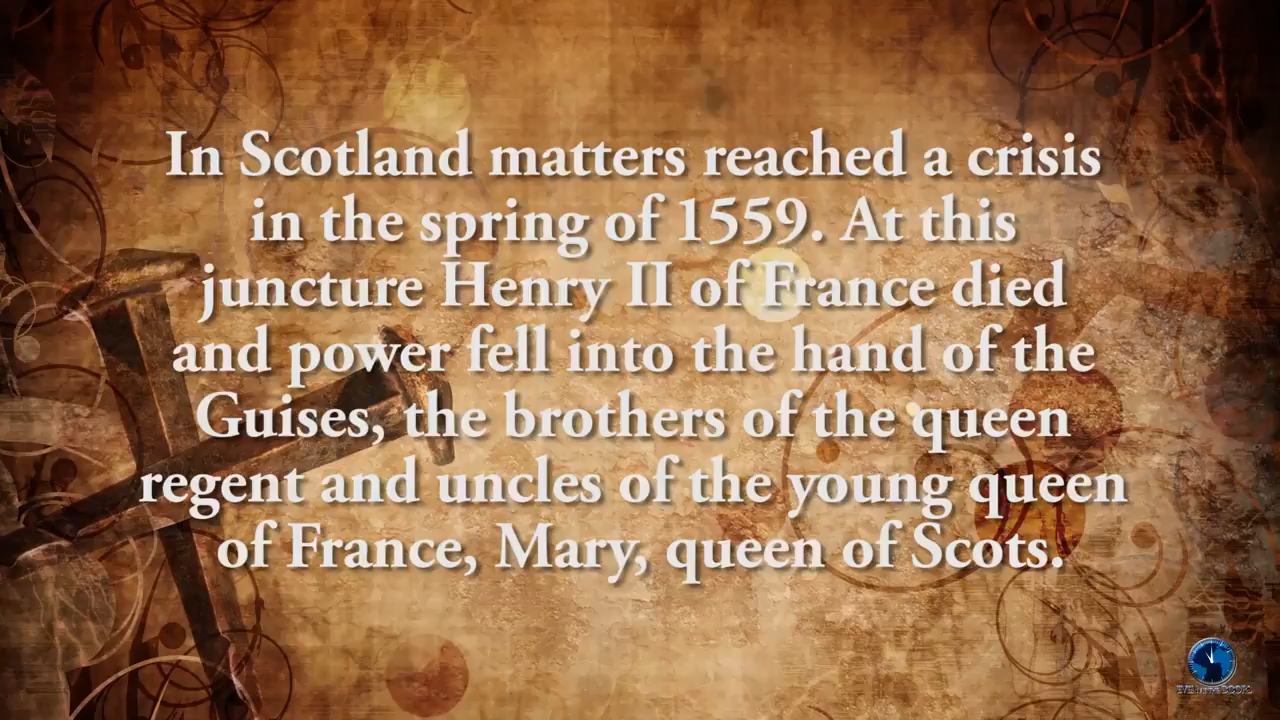 In Scotland matters reached a crisis
in the spring of 1559. At this
juncture Henry II of France died
and power fell into the hand of the
Guises, the brothers of the queen
regent and uncles of the young queen
of France, Mary, queen of Scots.